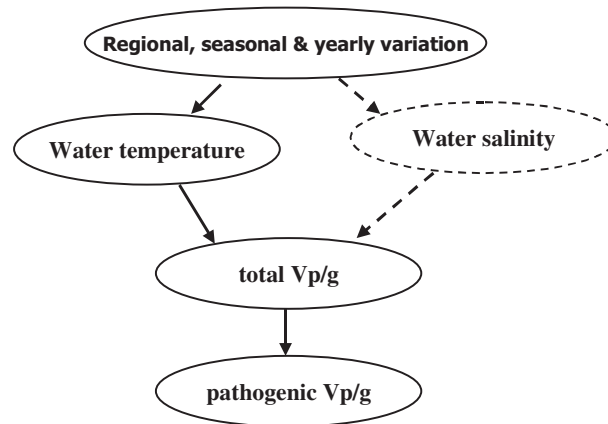 Regional, seasonal & yearly variation
Water temperature
Water salinity
total Vp/g
pathogenic Vp/g